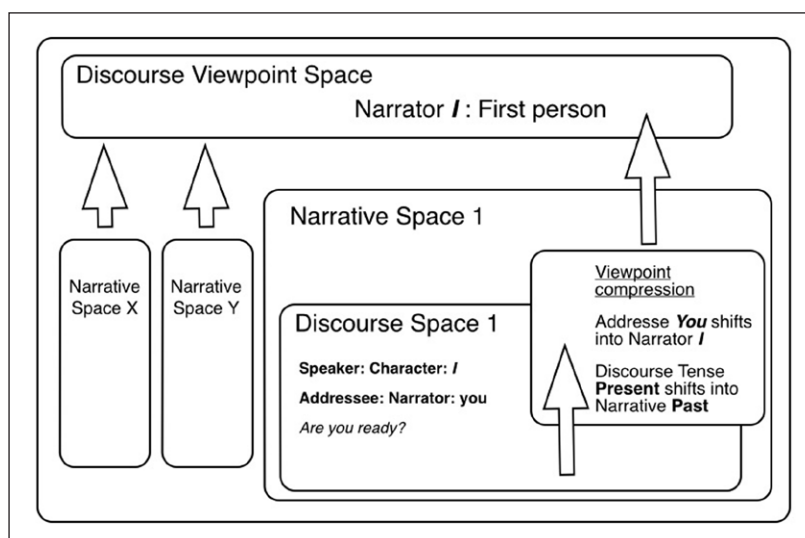 Discourse Viewpoint Space
Narrator I : First person
Narrative
Space X
Narrative
Space Y
Narrative Space 1
Discourse Space 1
Speaker: Character: I
Addressee: Narrator: you
Are you ready?
Viewpoint
compression
Addresse You shifts
into Narrator I
Discourse Tense
Present shifts into
Narrative Past